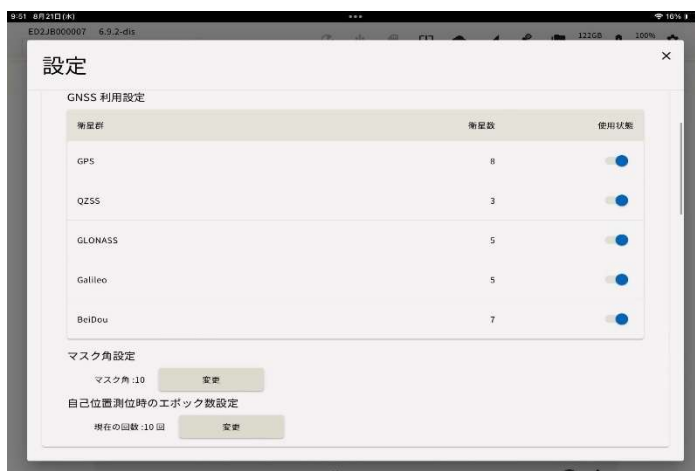 9:51 8月21日(木)
16%
ED2JB000007 6.9.2-dis
122GB 100%
設定
GNSS 利用設定
衛星群 衛星数 使用状態
GPS 8
QZSS 3
GLONASS 5
Galileo 5
BeiDou 7
マスク角設定
マスク角:10 変更
自己位置測位時のエポック数設定
現在の回数:10 回 変更